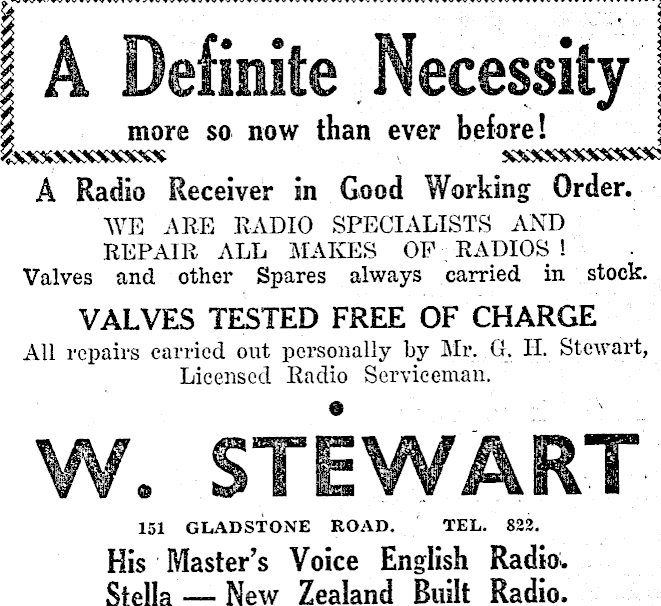 A Definite Necessity
more so now than ever before!
A Radio Receiver in Good Working Order.
WE ARE RADIO SPECIALISTS AND
REPAIR ALL MAKES OF RADIOS!
Valves and other Spares always carried in stock.
VALVES TESTED FREE OF CHARGE
All repairs carried out personally by Mr. G. H. Stewart,
Licensed Radio Serviceman.
W. STEWART
151 GLADSTONE ROAD. TEL. 822.
His Master's Voice English Radio.
Stella — New Zealand Built Radio.